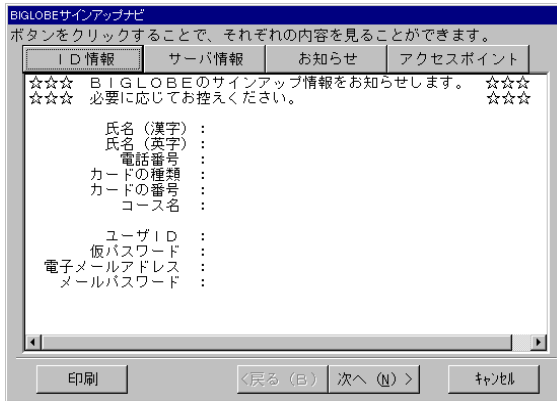 BIGLOBEサインアップナビ
ボタンをクリックすることで、それぞれの内容を見ることができます。
ＩＤ情報 サーバ情報 お知らせ アクセスポイント
☆☆☆ ＢＩＧＬＯＢＥのサインアップ情報をお知らせします。 ☆☆☆
☆☆☆ 必要に応じてお控えください。 ☆☆☆
氏名（漢字）：
氏名（英字）：
電話番号：
カードの種類：
カードの番号：
コース名：
ユーザＩＤ：
仮パスワード：
電子メールアドレス：
メールパスワード：
印刷 <戻る（B） 次へ（N）> ｷｬﾝｾﾙ